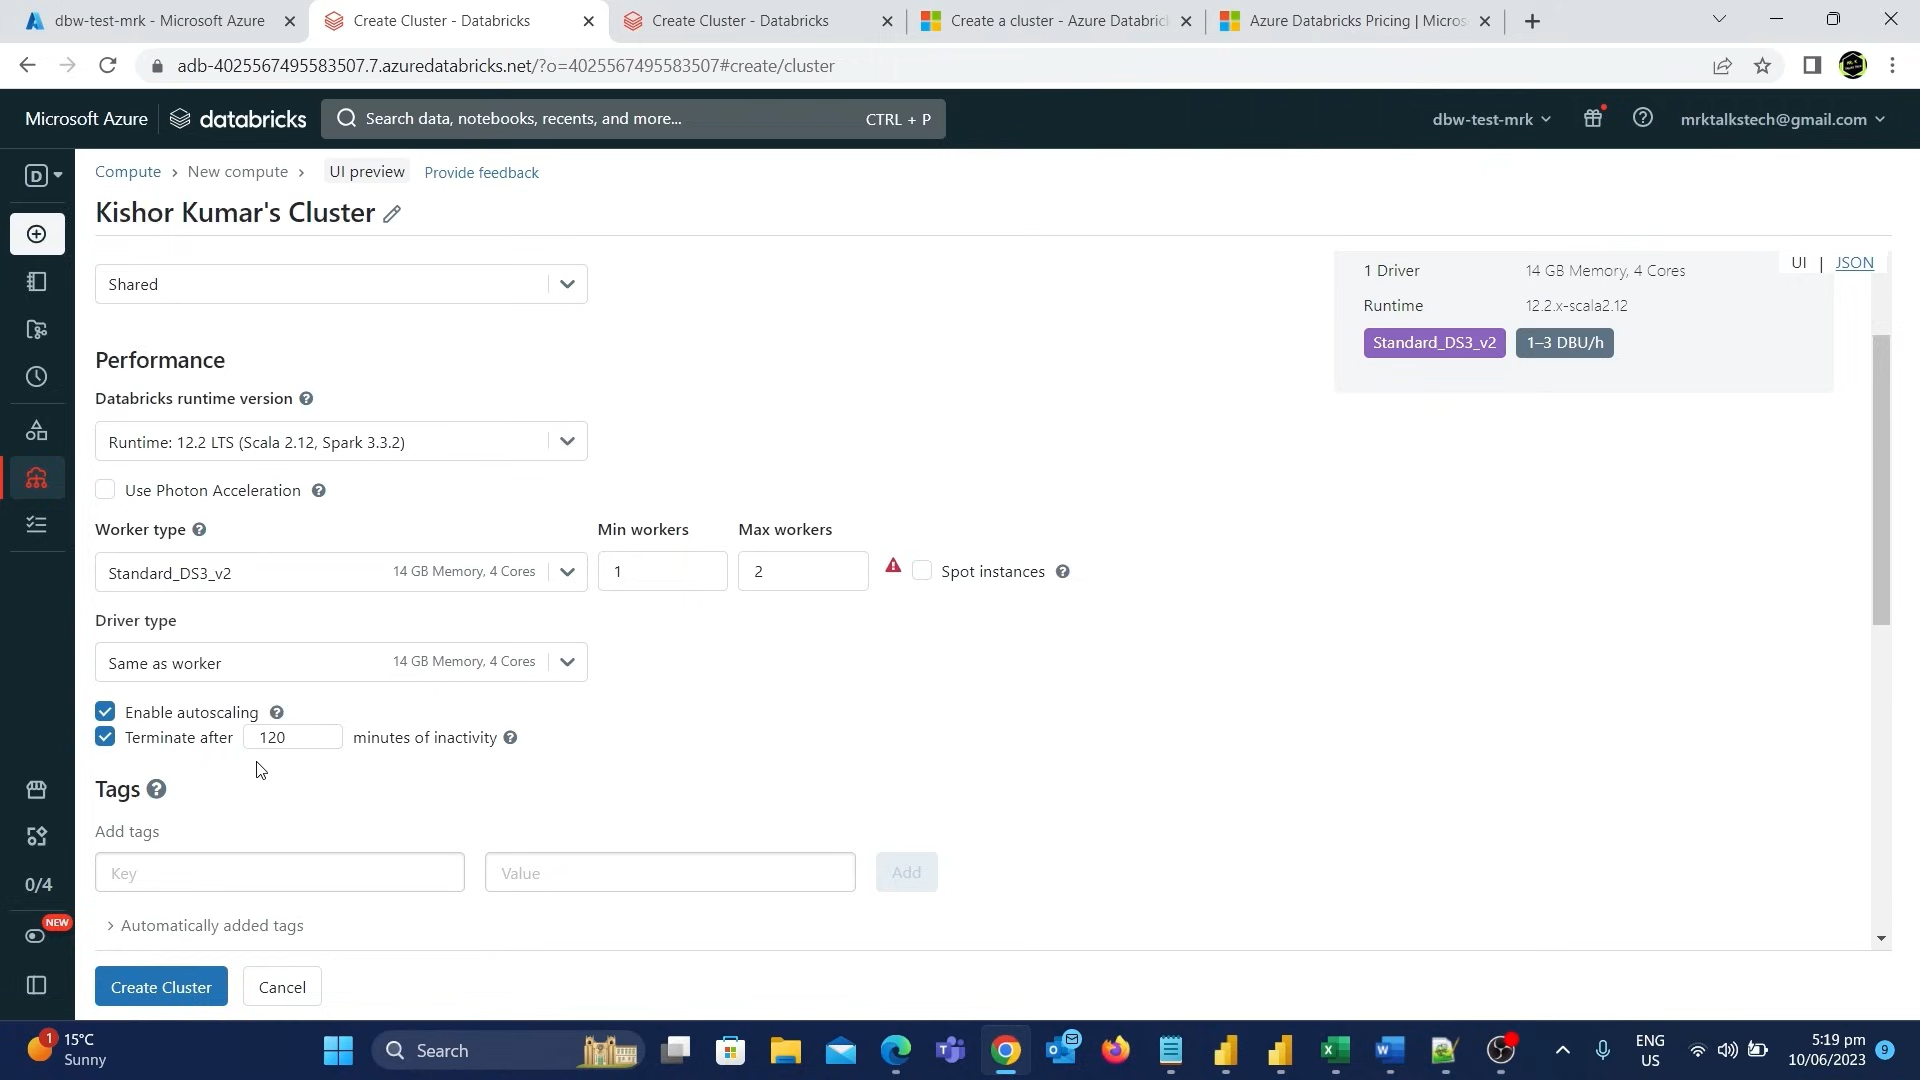 dbw-test-mrk - Microsoft Azure
Create Cluster - Databricks
Create Cluster - Databricks
Create a cluster - Azure Databric
Azure Databricks Pricing | Micros
adb-4025567495583507.7.azuredatabricks.net/?o=4025567495583507#create/cluster
Microsoft Azure
databricks
Search data, notebooks, recents, and more...
CTRL + P
dbw-test-mrk
mrktalkstech@gmail.com
D
Compute > New compute > UI preview Provide feedback
Kishor Kumar's Cluster
UI | JSON
Shared
1 Driver 14 GB Memory, 4 Cores
Runtime 12.2.x-scala2.12
Standard_DS3_v2 1–3 DBU/h
Performance
Databricks runtime version
Runtime: 12.2 LTS (Scala 2.12, Spark 3.3.2)
Use Photon Acceleration
Worker type Min workers Max workers
Standard_DS3_v2 14 GB Memory, 4 Cores 1 2 Spot instances
Driver type
Same as worker 14 GB Memory, 4 Cores
Enable autoscaling
Terminate after 120 minutes of inactivity
Tags
Add tags
Key Value Add
> Automatically added tags
0/4
NEW
Create Cluster Cancel
1
15°C
Sunny
Search
ENG
US
5:19 pm
10/06/2023
9